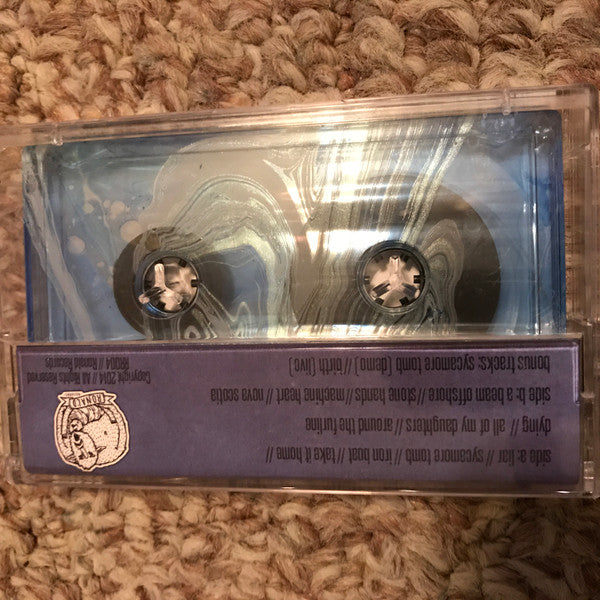 side a: liar // sycamore tomb // iron boat // take it home //
dying // all of my daughters // around the furline
side b: a beam offshore // stone hands // machine heart // nova scotia
bonus tracks: sycamore tomb (demo) // birth (live)
RONALD
Copyright 2014 // All Rights Reserved
RR004 // Ronald Records